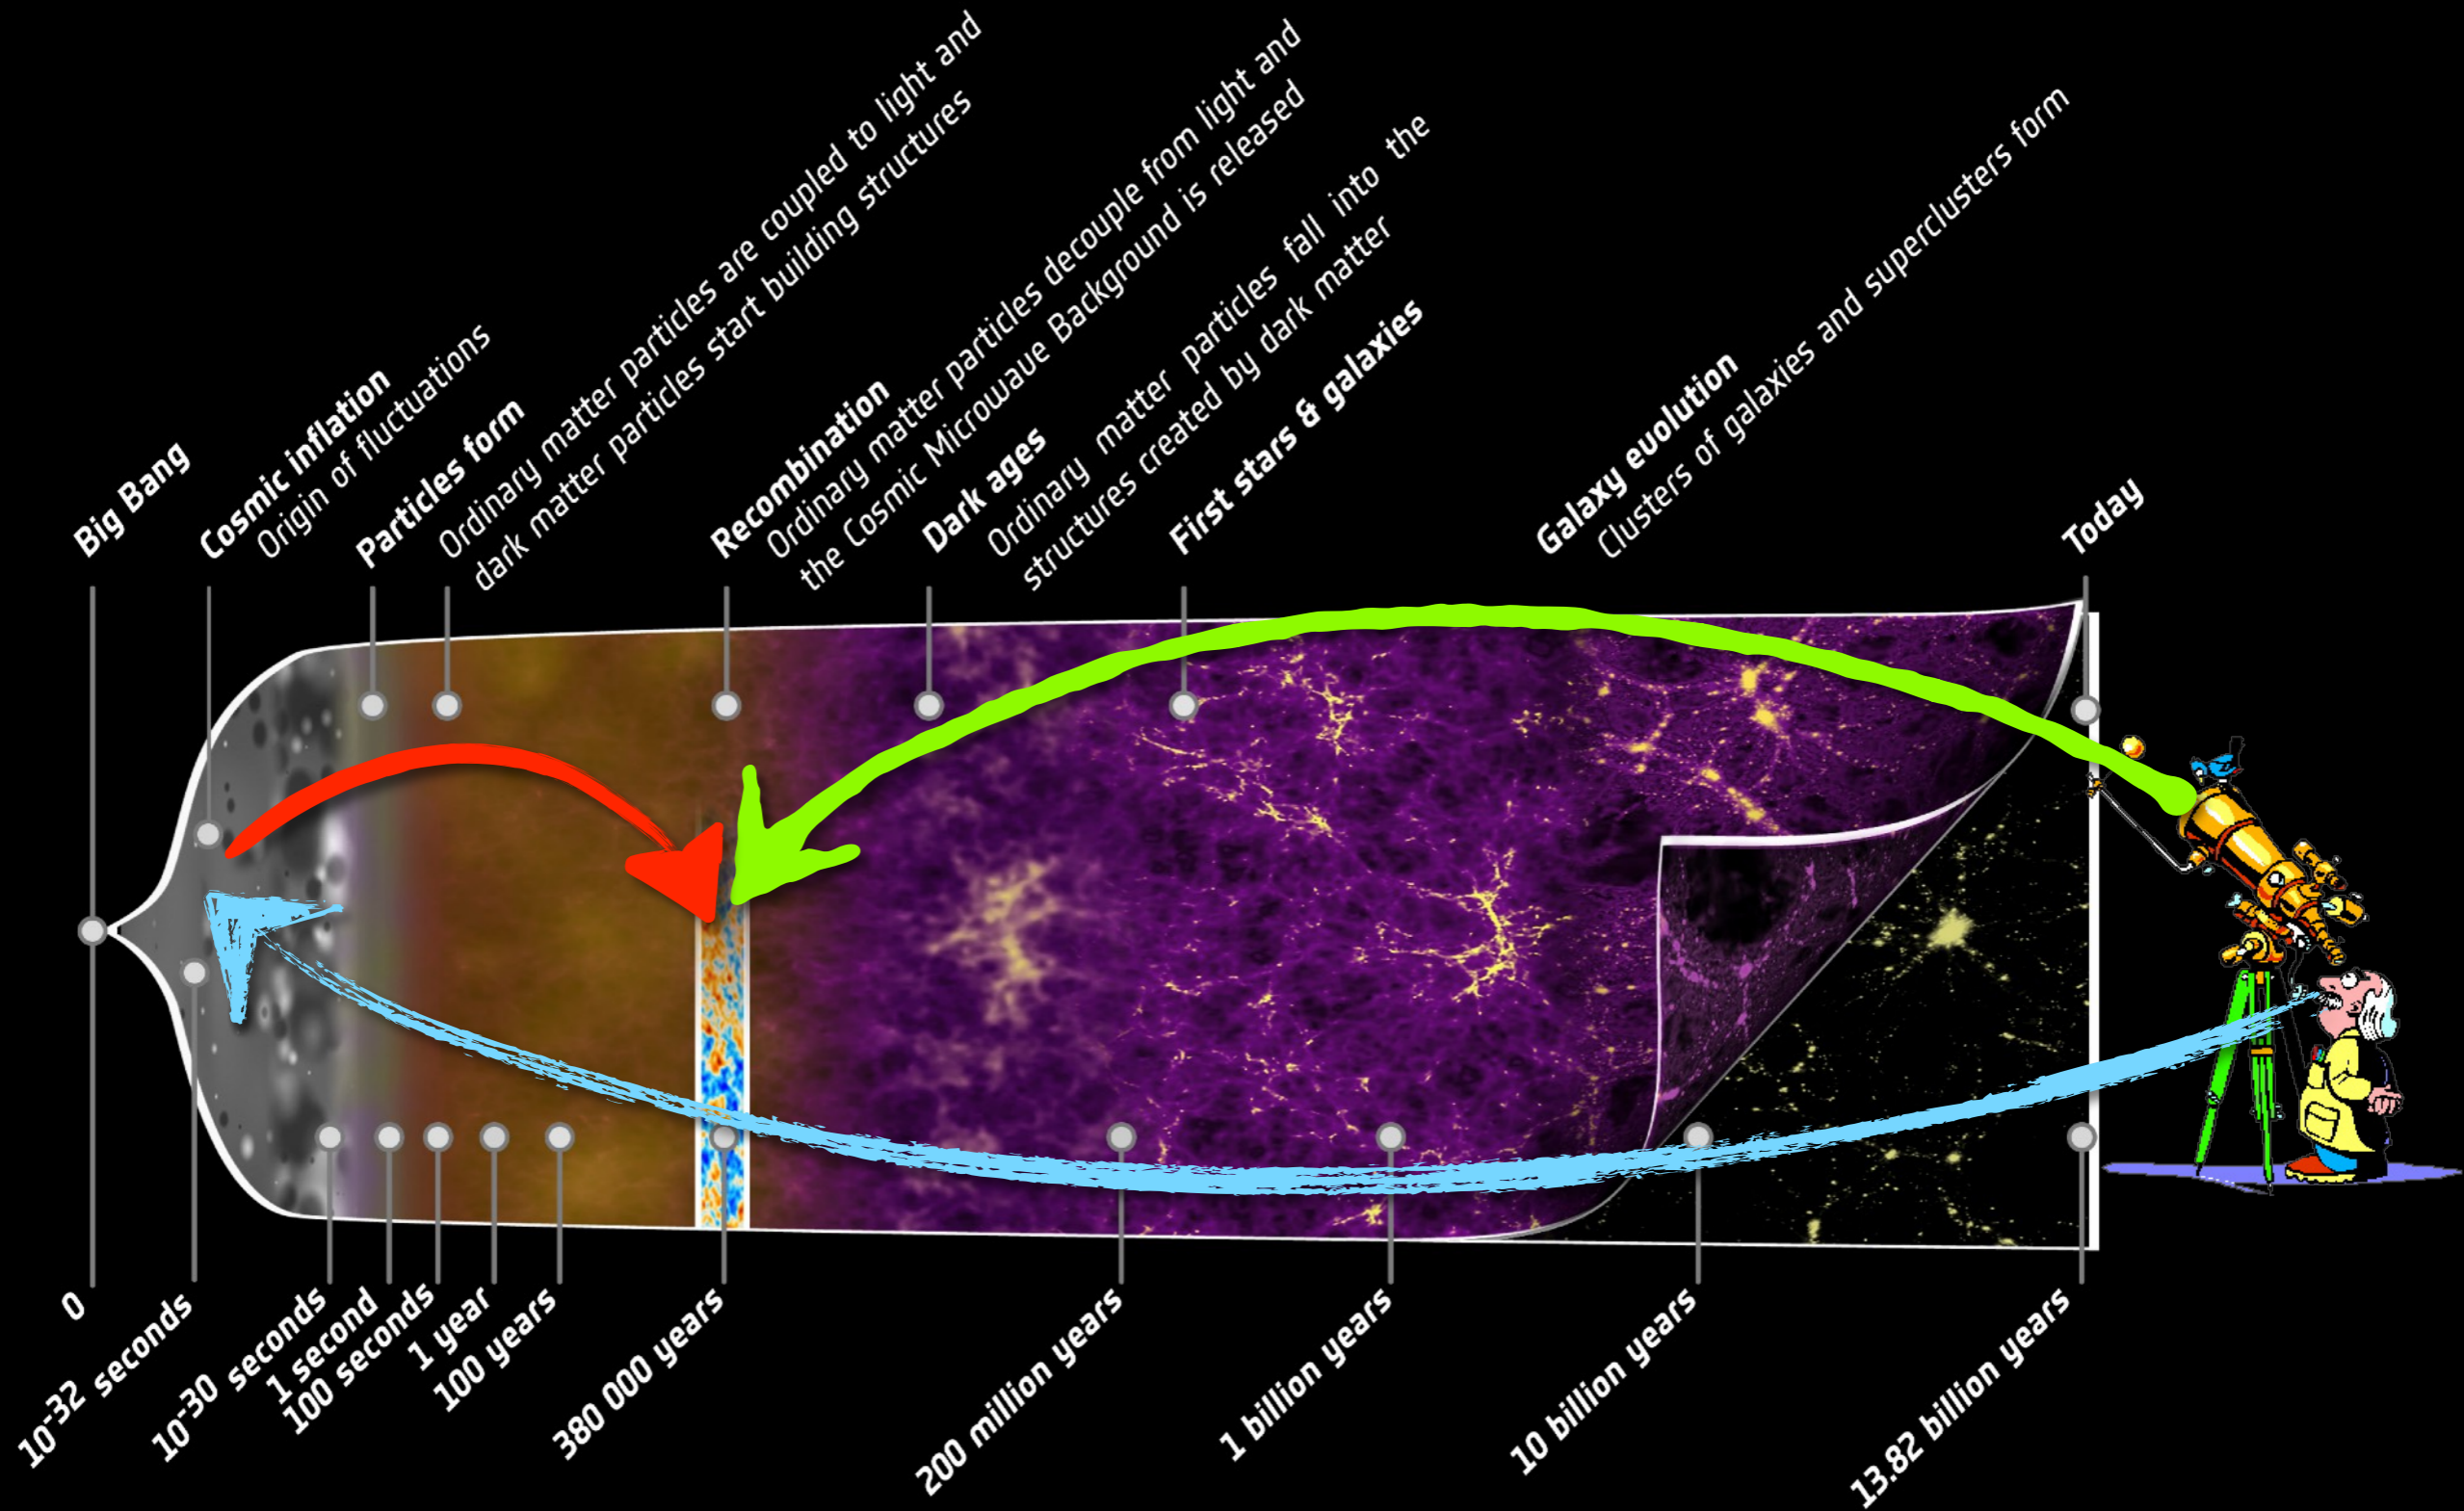 Big Bang
Cosmic inflation
Origin of fluctuations
Particles form
Ordinary matter particles are coupled to light and
dark matter particles start building structures
Recombination
Ordinary matter particles decouple from light and
the Cosmic Microwave Background is released
Dark ages
Ordinary matter particles fall into the
structures created by dark matter
First stars & galaxies
Galaxy evolution
Clusters of galaxies and superclusters form
Today
0
10-32 seconds
10-30 seconds
1 second
100 seconds
1 year
100 years
380 000 years
200 million years
1 billion years
10 billion years
13.82 billion years